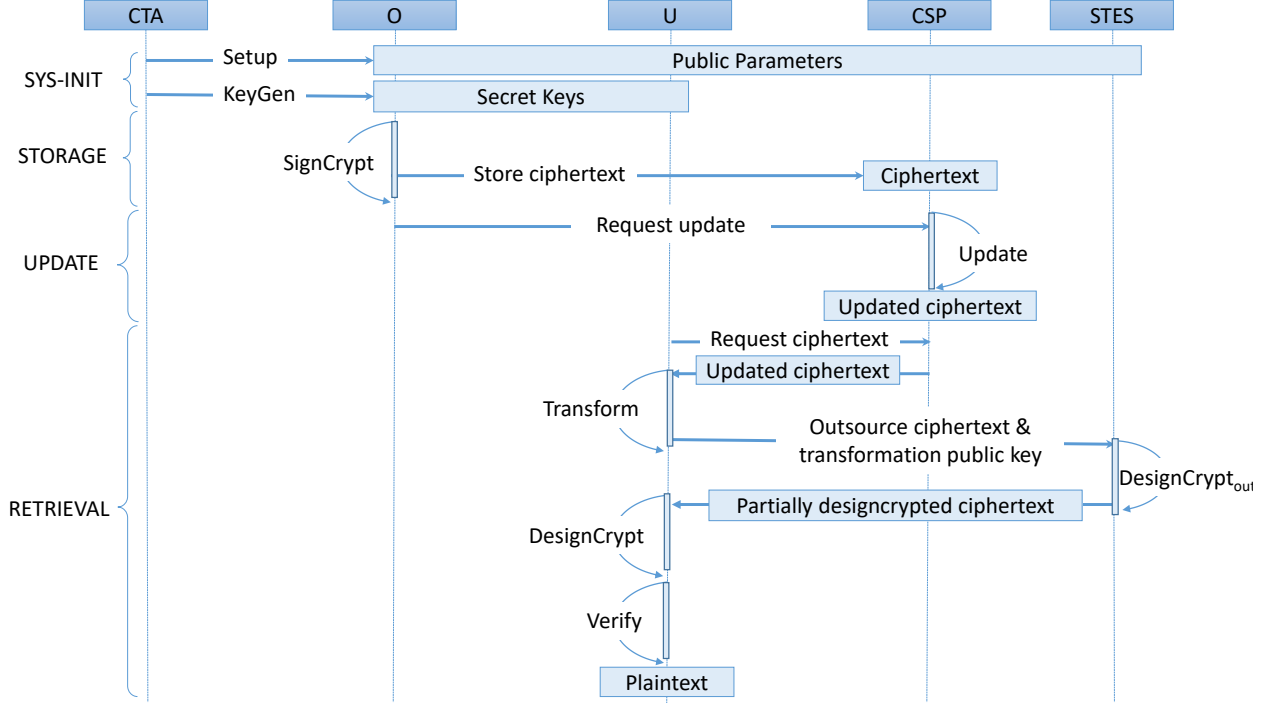 CTA
O
U
CSP
STES
SYS-INIT
Setup
Public Parameters
KeyGen
Secret Keys
STORAGE
SignCrypt
Store ciphertext
Ciphertext
UPDATE
Request update
Update
Updated ciphertext
RETRIEVAL
Request ciphertext
Updated ciphertext
Transform
Outsource ciphertext &
transformation public key
DesignCryptout
Partially designcrypted ciphertext
DesignCrypt
Verify
Plaintext